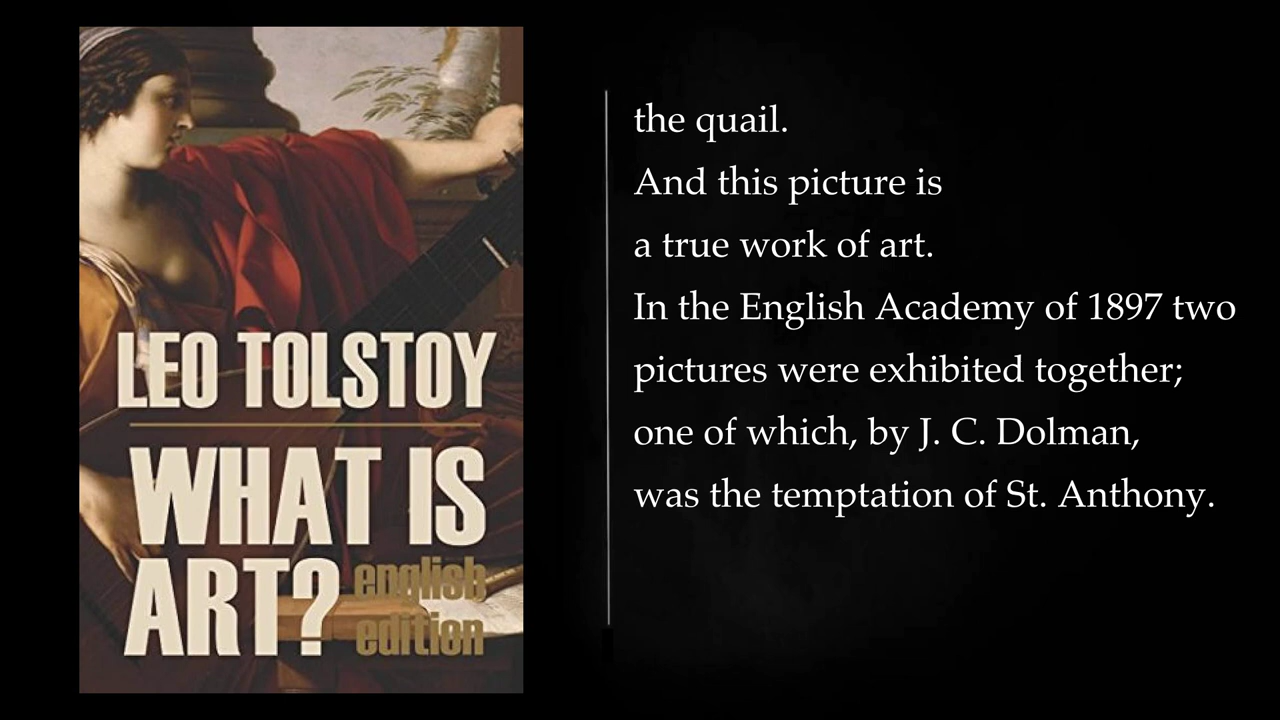 LEO TOLSTOY
WHAT IS
ART?
english
edition
the quail.
And this picture is
a true work of art.
In the English Academy of 1897 two
pictures were exhibited together;
one of which, by J. C. Dolman,
was the temptation of St. Anthony.